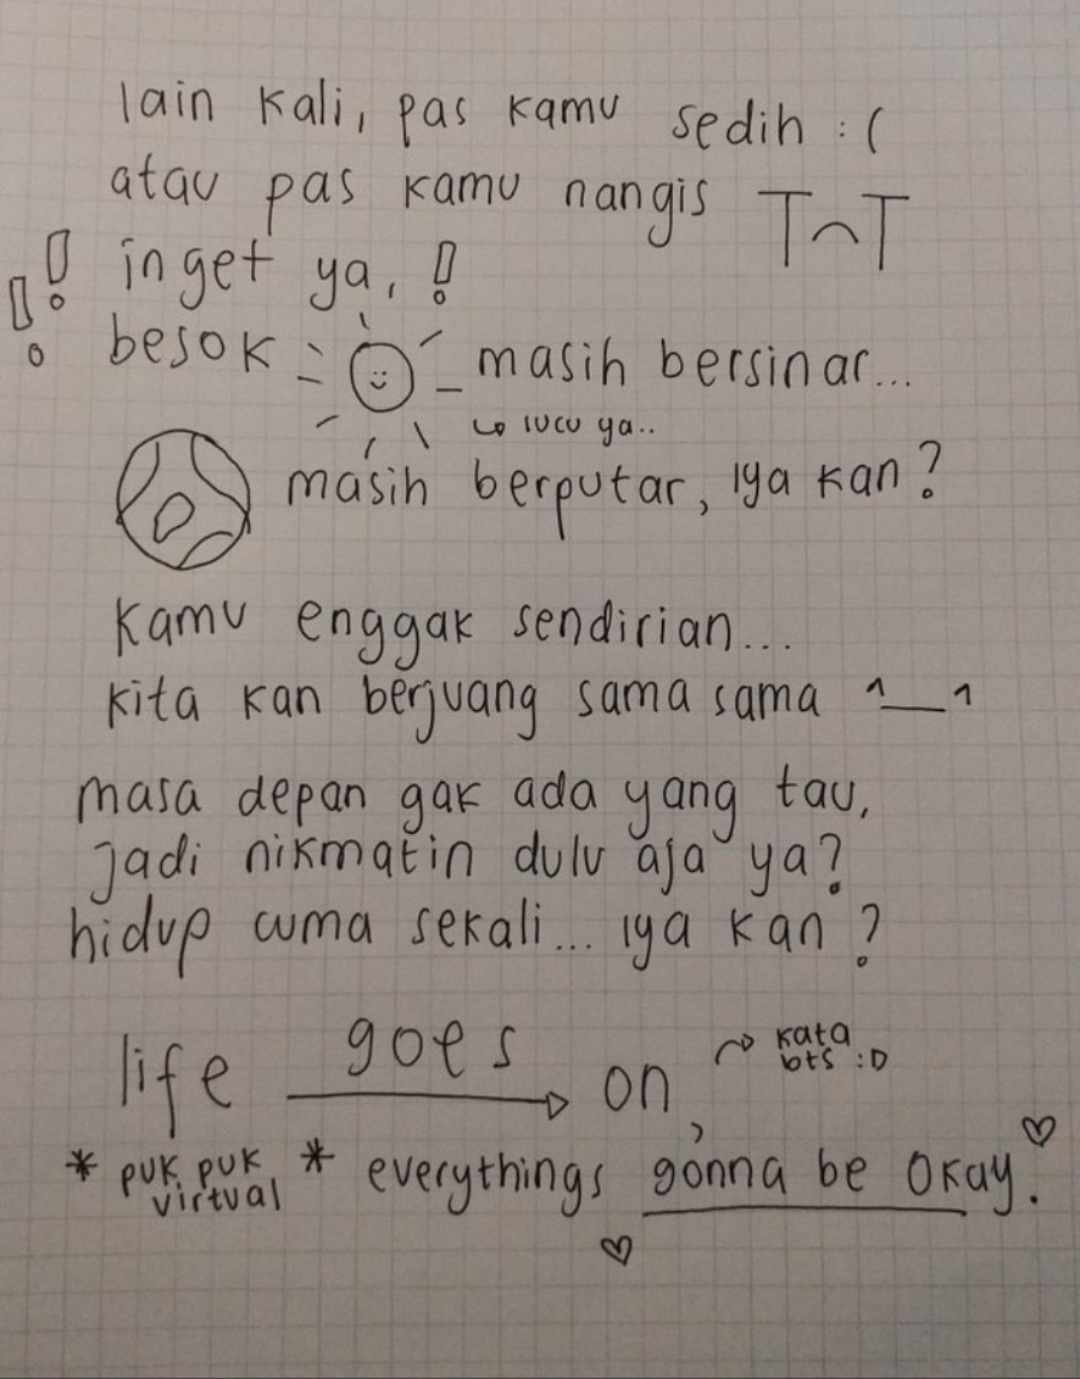 lain kali, pas kamu sedih :(
atau pas kamu nangis T⌒T
!! inget ya, !
besok masih bersinar...
↳ lucu ya..
masih berputar, iya kan?
kamu enggak sendirian...
kita kan berjuang sama sama ^__^
masa depan gak ada yang tau,
jadi nikmatin dulu aja ya?
hidup cuma sekali... iya kan?
life goes on, → kata
bts :D
* puk puk virtual * everythings gonna be okay. ♡
♡